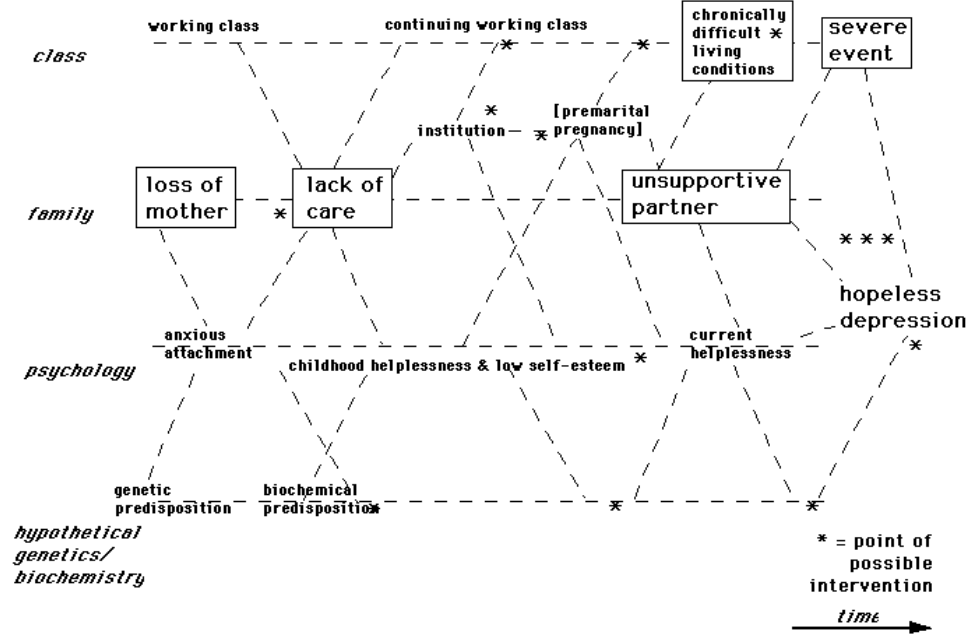 working class
continuing working class
chronically
difficult *
living
conditions
severe
event
class
*
*
*
institution
*
[premarital
pregnancy]
loss of
mother
lack of
care
unsupportive
partner
family
*
* * *
hopeless
depression
*
anxious
attachment
current
helplessness
childhood helplessness & low self-esteem *
psychology
genetic
predisposition
biochemical
predisposition
*
*
*
hypothetical
genetics/
biochemistry
* = point of
possible
intervention
time